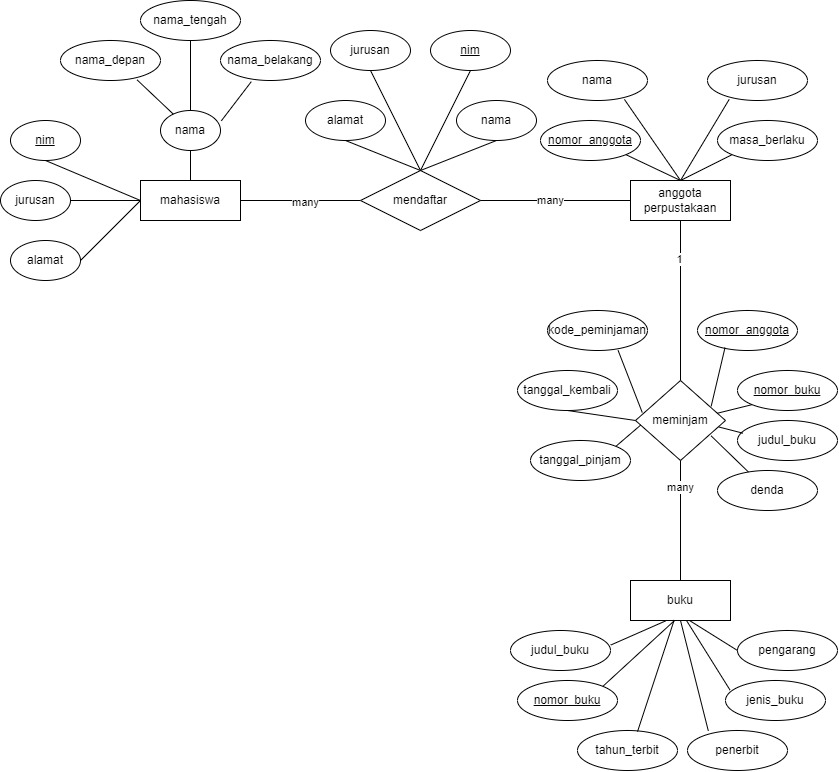 nama_tengah
nama_depan
nama_belakang
nama
nim
jurusan
alamat
mahasiswa
many
jurusan
nim
alamat
nama
mendaftar
many
nama
jurusan
nomor_anggota
masa_berlaku
anggota
perpustakaan
1
kode_peminjaman
nomor_anggota
tanggal_kembali
nomor_buku
meminjam
judul_buku
tanggal_pinjam
denda
many
buku
judul_buku
pengarang
nomor_buku
jenis_buku
tahun_terbit
penerbit